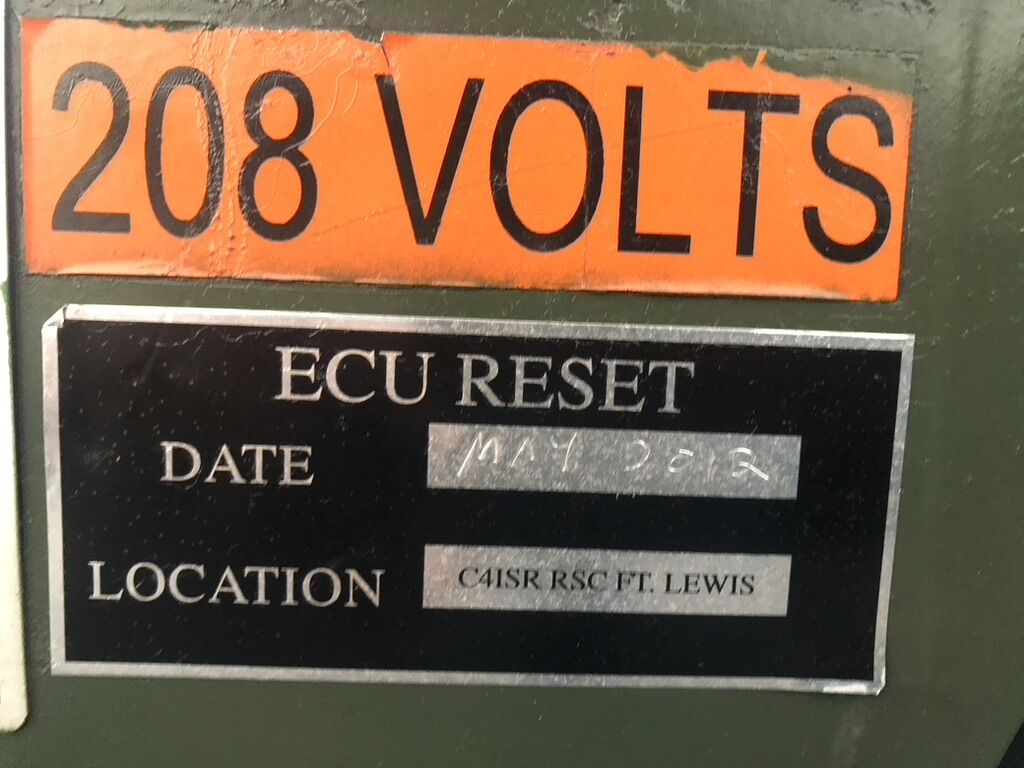 208 VOLTS
ECU RESET
DATE MAY 2012
LOCATION C4ISR RSC FT. LEWIS